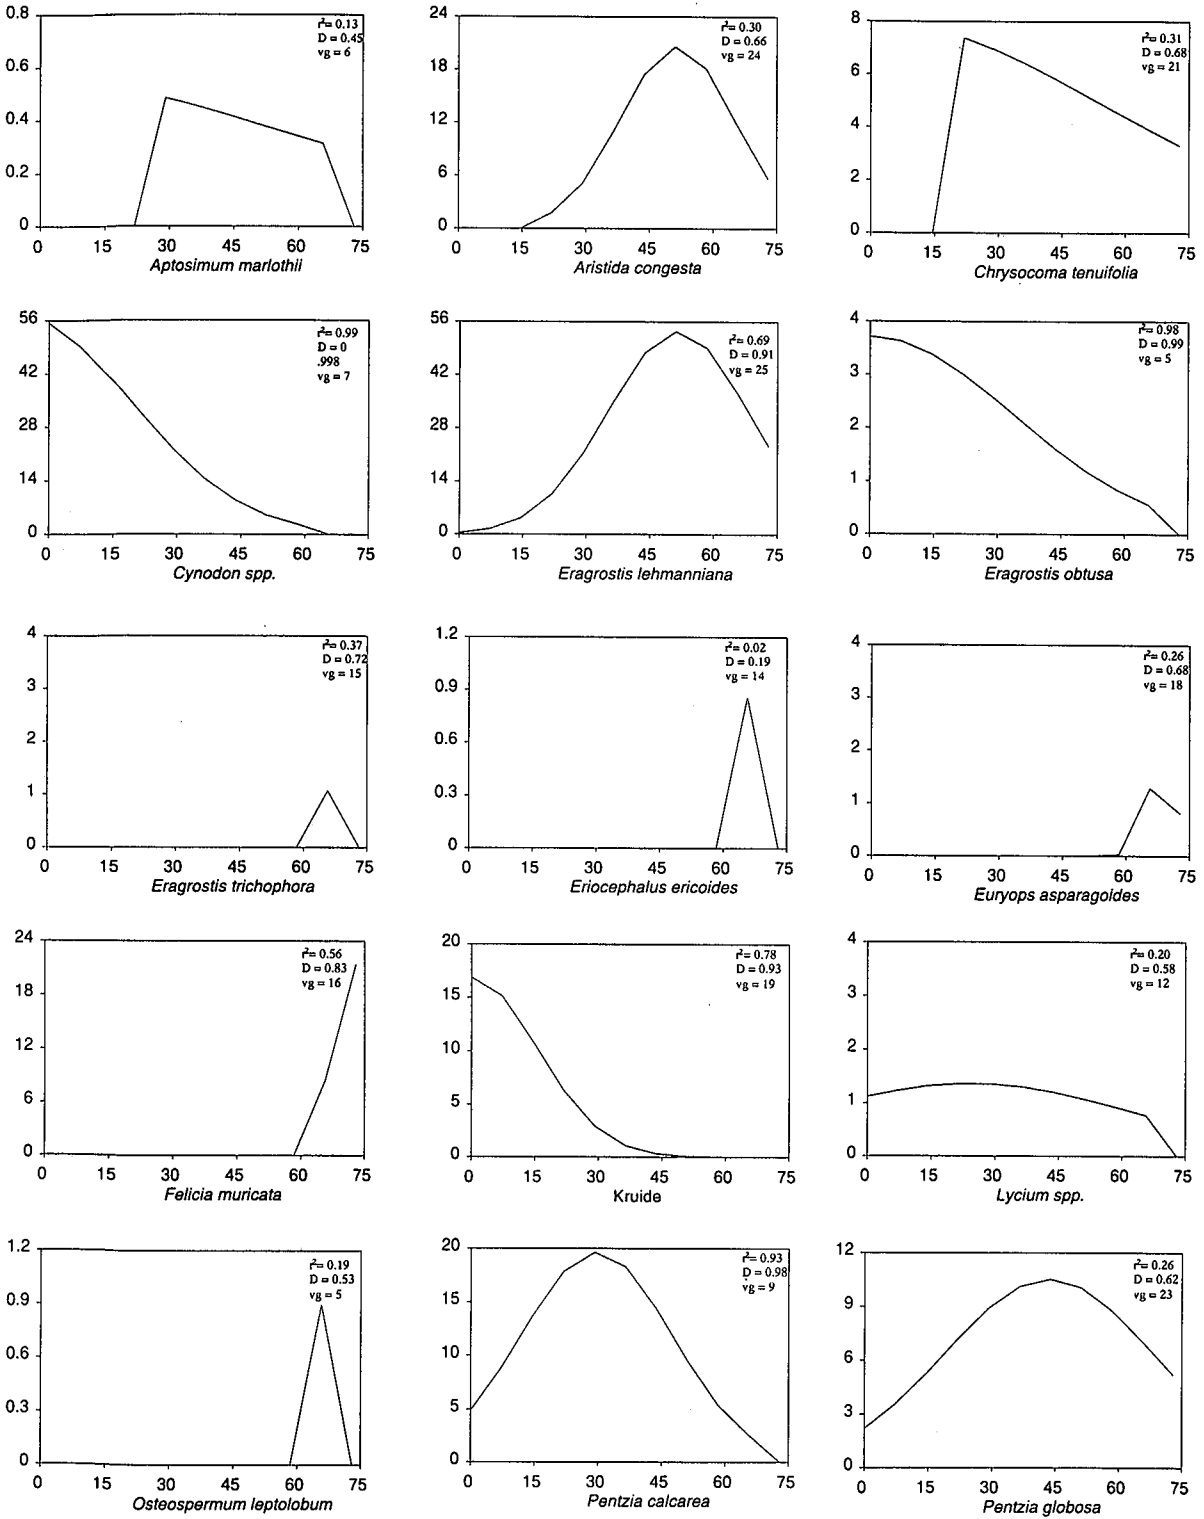 0.8
0.6
0.4
0.2
0
r²= 0.13
D = 0.45
vg = 6
0 15 30 45 60 75
Aptosimum marlothii
24
18
12
6
0
r²= 0.30
D = 0.66
vg = 24
0 15 30 45 60 75
Aristida congesta
8
6
4
2
0
r²= 0.31
D = 0.68
vg = 21
0 15 30 45 60 75
Chrysocoma tenuifolia
56
42
28
14
0
r²= 0.99
D = 0
.998
vg = 7
0 15 30 45 60 75
Cynodon spp.
56
42
28
14
0
r²= 0.69
D = 0.91
vg = 25
0 15 30 45 60 75
Eragrostis lehmanniana
4
3
2
1
0
r²= 0.98
D = 0.99
vg = 5
0 15 30 45 60 75
Eragrostis obtusa
4
3
2
1
0
r²= 0.37
D = 0.72
vg = 15
0 15 30 45 60 75
Eragrostis trichophora
1.2
0.9
0.6
0.3
0
r²= 0.02
D = 0.19
vg = 14
0 15 30 45 60 75
Eriocephalus ericoides
4
3
2
1
0
r²= 0.26
D = 0.68
vg = 18
0 15 30 45 60 75
Euryops asparagoides
24
18
12
6
0
r²= 0.56
D = 0.83
vg = 16
0 15 30 45 60 75
Felicia muricata
20
15
10
5
0
r²= 0.78
D = 0.93
vg = 19
0 15 30 45 60 75
Kruide
4
3
2
1
0
r²= 0.20
D = 0.58
vg = 12
0 15 30 45 60 75
Lycium spp.
1.2
0.9
0.6
0.3
0
r²= 0.19
D = 0.53
vg = 5
0 15 30 45 60 75
Osteospermum leptolobum
20
15
10
5
0
r²= 0.93
D = 0.98
vg = 9
0 15 30 45 60 75
Pentzia calcarea
12
9
6
3
0
r²= 0.26
D = 0.62
vg = 23
0 15 30 45 60 75
Pentzia globosa